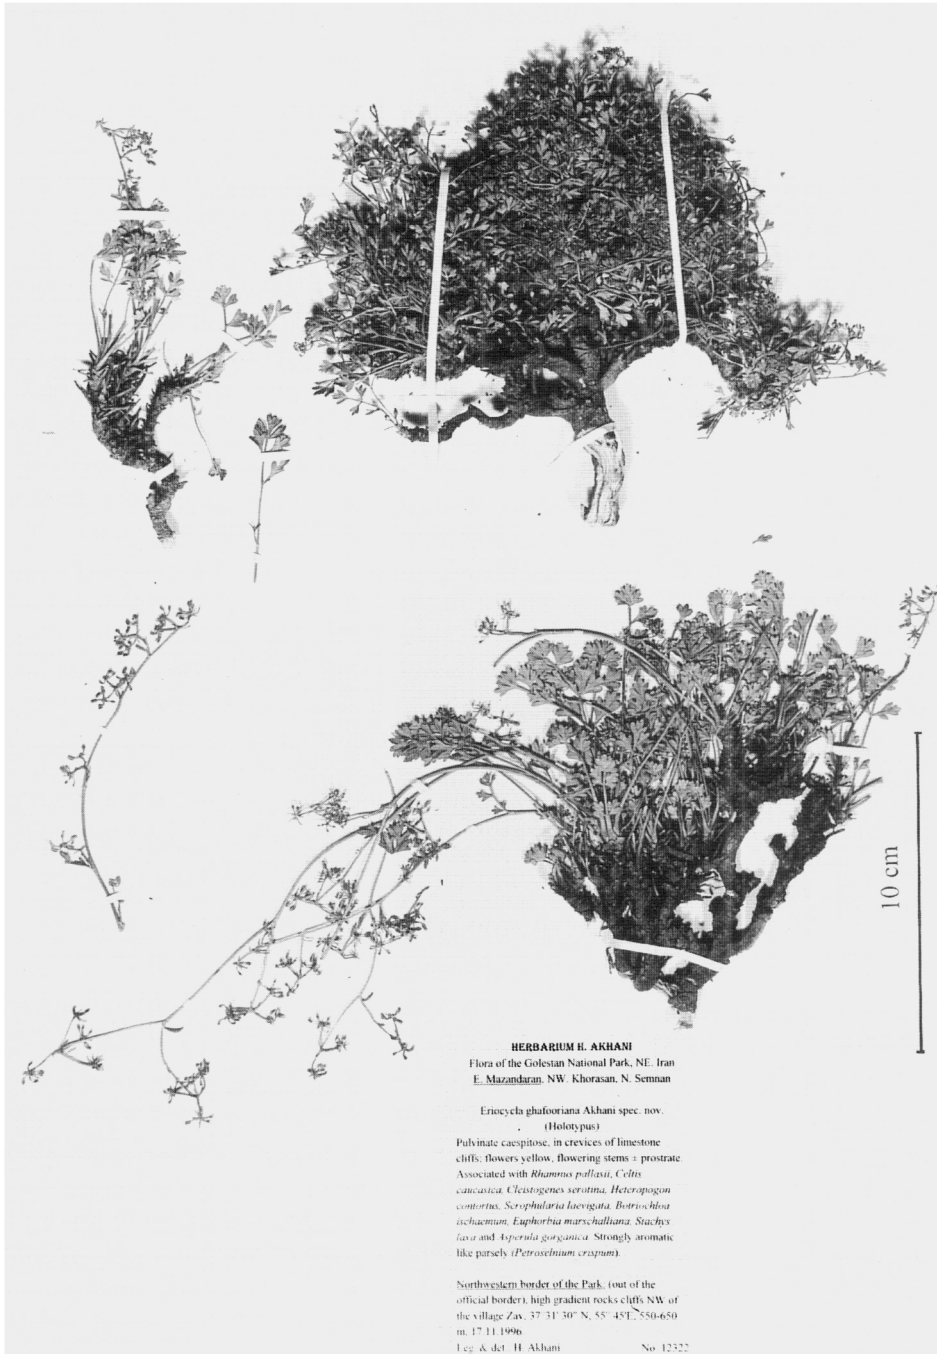 10 cm
HERBARIUM H. AKHANI
Flora of the Golestan National Park, NE. Iran
E. Mazandaran, NW. Khorasan, N. Semnan
Eriocycla ghafooriana Akhani spec. nov.
(Holotypus)
Pulvinate caespitose, in crevices of limestone
cliffs; flowers yellow, flowering stems ± prostrate.
Associated with Rhamnus pallasii, Celtis
caucasica, Cleistogenes serotina, Heteropogon
contortus, Scrophularia laevigata, Botriochloa
ischaemum, Euphorbia marschalliana, Stachys
laxa and Asperula gorganica. Strongly aromatic
like parsely (Petroselnium crispum).
Northwestern border of the Park: (out of the
official border), high gradient rocks cliffs NW of
the village Zav, 37° 31' 30" N, 55° 45'E, 550-650
m, 17.11.1996
Leg. & det. H. Akhani No. 12322